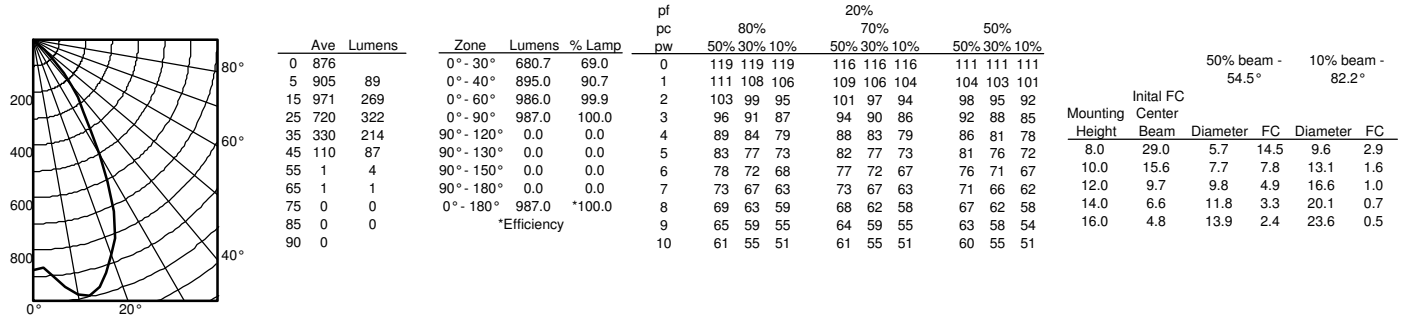 200
400
600
800
0°
20°
40°
60°
80°
Ave Lumens
0 876
5 905 89
15 971 269
25 720 322
35 330 214
45 110 87
55 1 4
65 1 1
75 0 0
85 0 0
90 0
Zone Lumens % Lamp
0°- 30° 680.7 69.0
0°- 40° 895.0 90.7
0°- 60° 986.0 99.9
0°- 90° 987.0 100.0
90°- 120° 0.0 0.0
90°- 130° 0.0 0.0
90°- 150° 0.0 0.0
90°- 180° 0.0 0.0
0°- 180° 987.0 *100.0
*Efficiency
pf 20%
pc 80% 70% 50%
pw 50% 30% 10% 50% 30% 10% 50% 30% 10%
0 119 119 119 116 116 116 111 111 111
1 111 108 106 109 106 104 104 103 101
2 103 99 95 101 97 94 98 95 92
3 96 91 87 94 90 86 92 88 85
4 89 84 79 88 83 79 86 81 78
5 83 77 73 82 77 73 81 76 72
6 78 72 68 77 72 67 76 71 67
7 73 67 63 73 67 63 71 66 62
8 69 63 59 68 62 58 67 62 58
9 65 59 55 64 59 55 63 58 54
10 61 55 51 61 55 51 60 55 51
50% beam - 10% beam -
54.5° 82.2°
Inital FC
Mounting Center
Height Beam Diameter FC Diameter FC
8.0 29.0 5.7 14.5 9.6 2.9
10.0 15.6 7.7 7.8 13.1 1.6
12.0 9.7 9.8 4.9 16.6 1.0
14.0 6.6 11.8 3.3 20.1 0.7
16.0 4.8 13.9 2.4 23.6 0.5